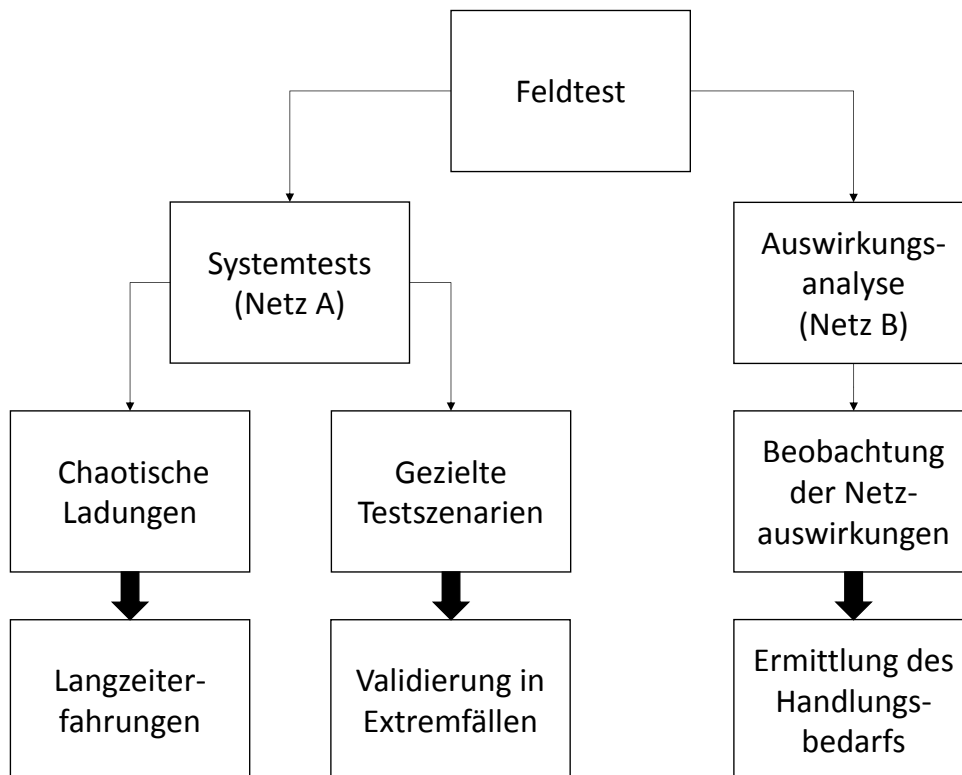 Feldtest
Systemtests
(Netz A)
Auswirkungs-
analyse
(Netz B)
Chaotische
Ladungen
Gezielte
Testszenarien
Beobachtung
der Netz-
auswirkungen
Langzeiter-
fahrungen
Validierung in
Extremfällen
Ermittlung des
Handlungs-
bedarfs